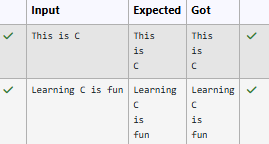 Input Expected Got
This is C This This
is is
C C
Learning C is fun Learning Learning
C C
is is
fun fun